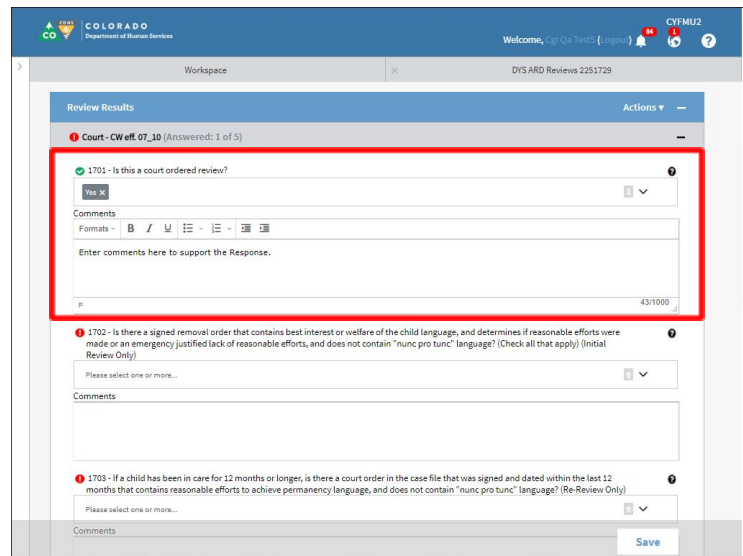 CYFMU2
CO
CDHS
COLORADO
Department of Human Services
Welcome, Cgi Qa Test5 (Logout)
84
1
?
>
Workspace
×
DYS ARD Reviews 2251729
Review Results
Actions ▾ −
Court - CW eff. 07_10 (Answered: 1 of 5)
1701 - Is this a court ordered review?
Yes ×
1
Comments
Formats B I U
Enter comments here to support the Response.
P
43/1000
1702 - Is there a signed removal order that contains best interest or welfare of the child language, and determines if reasonable efforts were
made or an emergency justified lack of reasonable efforts, and does not contain "nunc pro tunc" language? (Check all that apply) (Initial
Review Only)
Please select one or more...
0
Comments
1703 - If a child has been in care for 12 months or longer, is there a court order in the case file that was signed and dated within the last 12
months that contains reasonable efforts to achieve permanency language, and does not contain "nunc pro tunc" language? (Re-Review Only)
Please select one or more...
0
Comments
Save